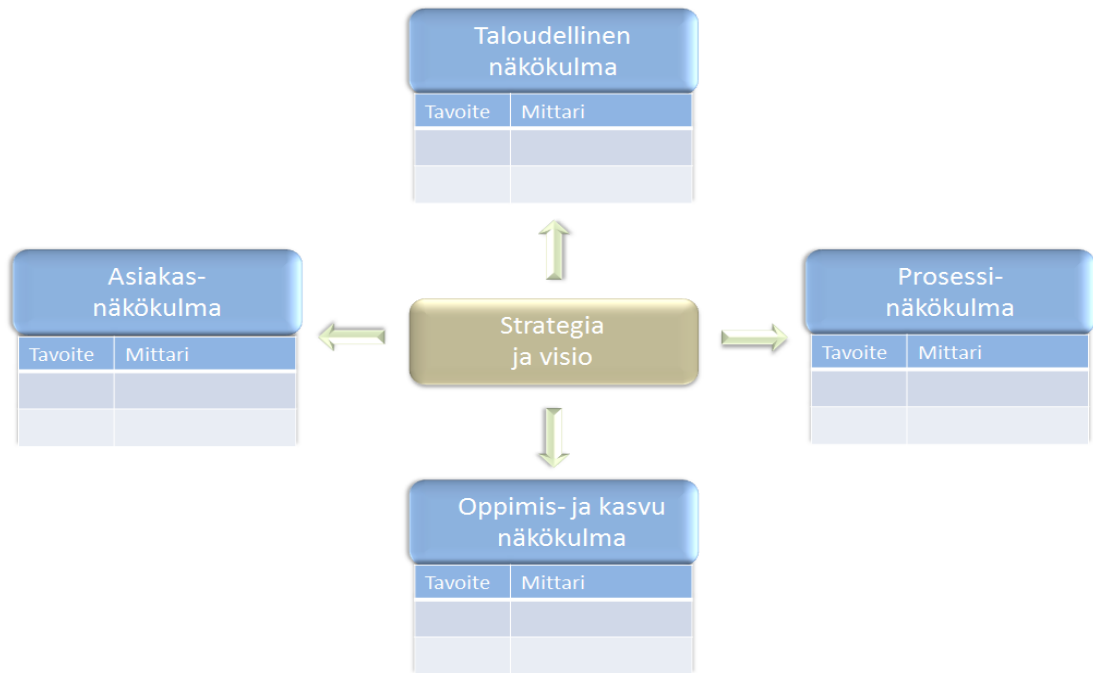 Taloudellinen
näkökulma
Tavoite Mittari
Asiakas-
näkökulma
Tavoite Mittari
Strategia
ja visio
Prosessi-
näkökulma
Tavoite Mittari
Oppimis- ja kasvu
näkökulma
Tavoite Mittari